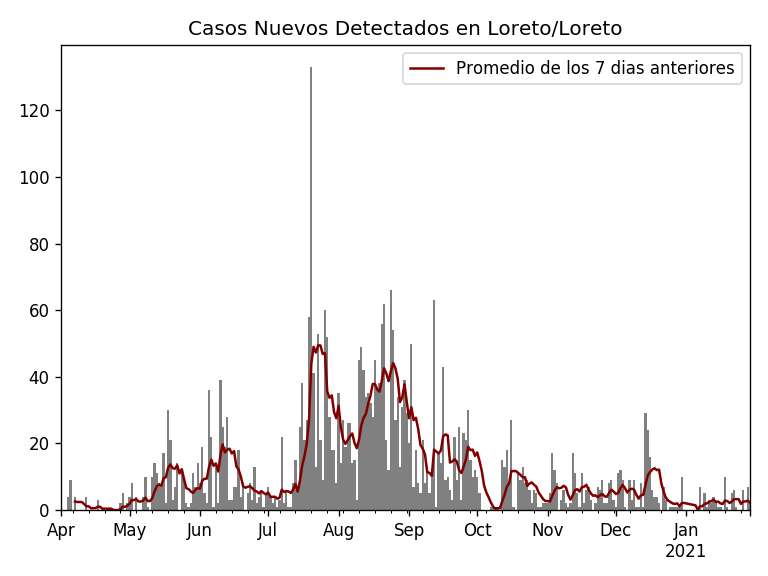 Casos Nuevos Detectados en Loreto/Loreto
Promedio de los 7 dias anteriores
120
100
80
60
40
20
0
Apr May Jun Jul Aug Sep Oct Nov Dec Jan
2021